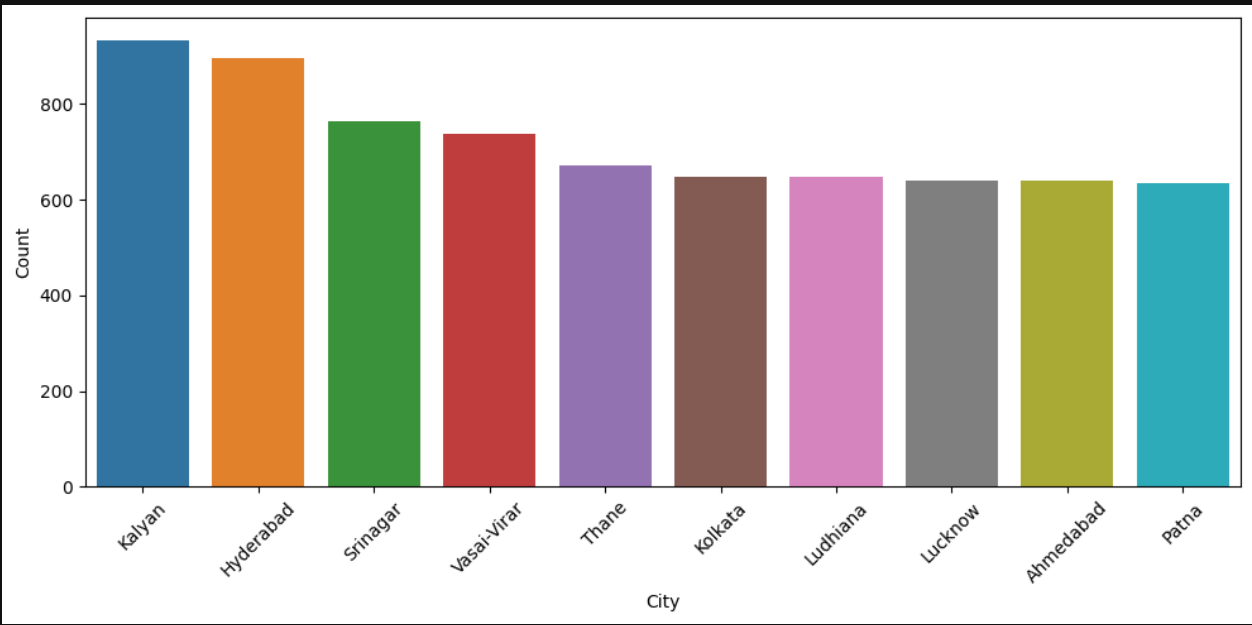 800
600
400
200
0
Count
Kalyan
Hyderabad
Srinagar
Vasai-Virar
Thane
Kolkata
Ludhiana
Lucknow
Ahmedabad
Patna
City